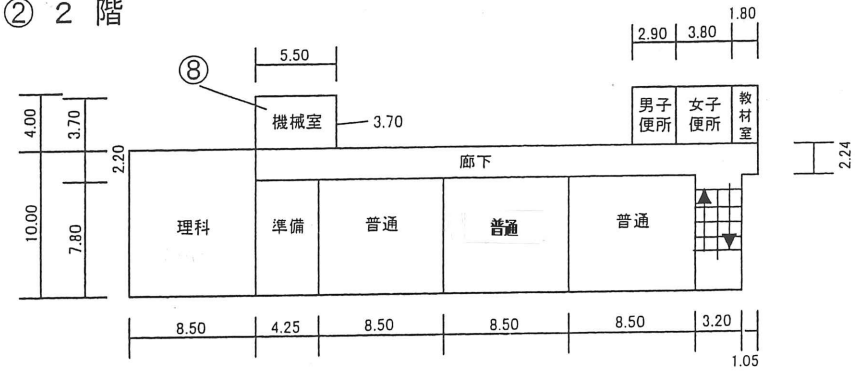 ② 2 階
1.80
5.50
2.90 3.80
⑧
機械室
3.70
男子便所
女子便所
教材室
4.00
3.70
2.20
廊下
2.24
10.00
7.80
理科
準備
普通
普通
普通
8.50 4.25 8.50 8.50 8.50 3.20
1.05